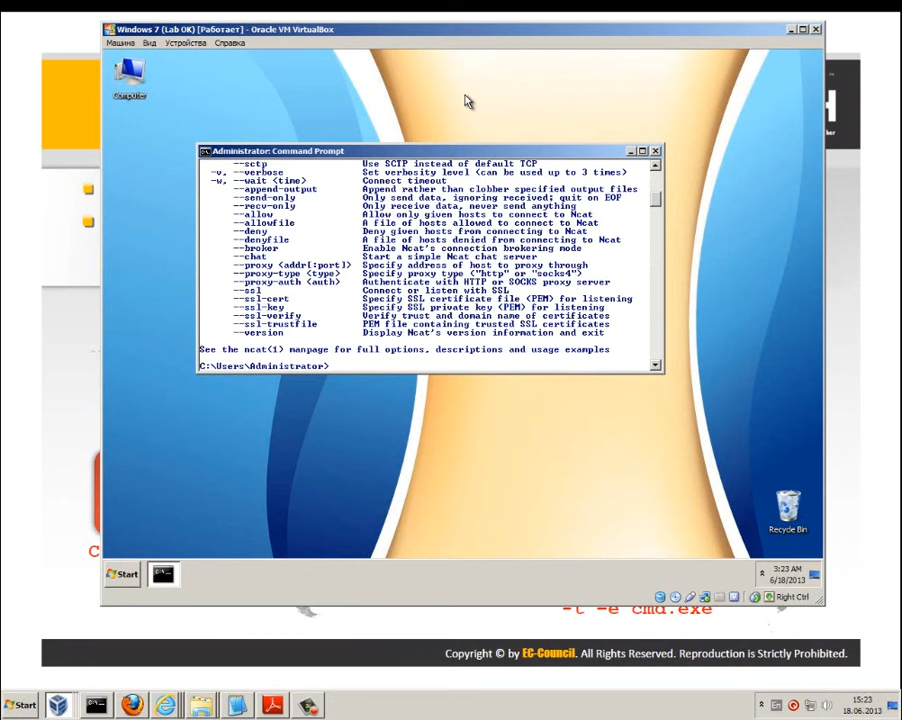 Windows 7 (Lab OK) [Работает] - Oracle VM VirtualBox
Машина Вид Устройства Справка
Computer
Administrator: Command Prompt
--sctp Use SCTP instead of default TCP
-v, --verbose Set verbosity level (can be used up to 3 times)
-w, --wait <time> Connect timeout
--append-output Append rather than clobber specified output files
--send-only Only send data, ignoring received; quit on EOF
--recv-only Only receive data, never send anything
--allow Allow only given hosts to connect to Ncat
--allowfile A file of hosts allowed to connect to Ncat
--deny Deny given hosts from connecting to Ncat
--denyfile A file of hosts denied from connecting to Ncat
--broker Enable Ncat's connection brokering mode
--chat Start a simple Ncat chat server
--proxy <addr[:port]> Specify address of host to proxy through
--proxy-type <type> Specify proxy type ("http" or "socks4")
--proxy-auth <auth> Authenticate with HTTP or SOCKS proxy server
--ssl Connect or listen with SSL
--ssl-cert Specify SSL certificate file (PEM) for listening
--ssl-key Specify SSL private key (PEM) for listening
--ssl-verify Verify trust and domain name of certificates
--ssl-trustfile PEM file containing trusted SSL certificates
--version Display Ncat's version information and exit
See the ncat(1) manpage for full options, descriptions and usage examples
C:\Users\Administrator>
Recycle Bin
Start
3:23 AM
6/18/2013
Right Ctrl
-t -e cmd.exe
Copyright © by EC-Council. All Rights Reserved. Reproduction is Strictly Prohibited.
Start
En
15:23
18.06.2013